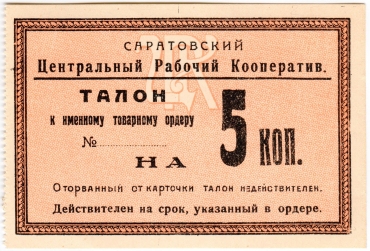 САРАТОВСКИЙ
Центральный Рабочий Кооператив.
ТАЛОН
к именному товарному ордеру
№
НА 5 КОП.
Оторванный от карточки талон недействителен.
Действителен на срок, указанный в ордере.